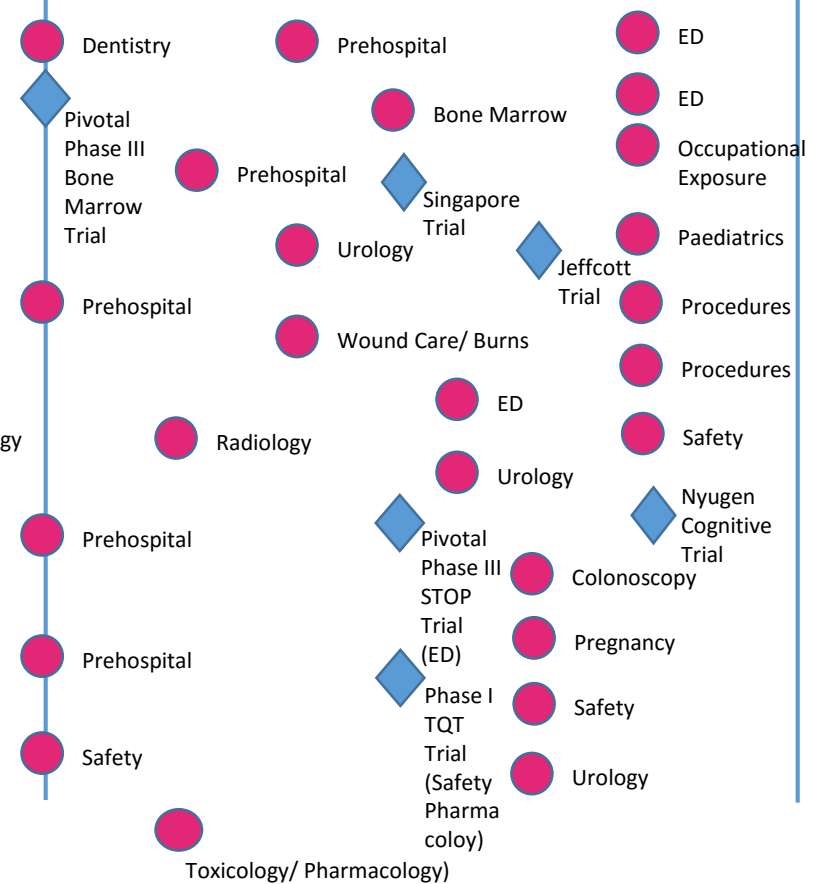 Dentistry
Pivotal
Phase III
Bone
Marrow
Trial
Prehospital
gy
Prehospital
Prehospital
Safety
Prehospital
Radiology
Toxicology/ Pharmacology)
Prehospital
Urology
Wound Care/ Burns
Bone Marrow
Singapore
Trial
ED
Urology
Pivotal
Phase III
STOP
Trial
(ED)
Phase I
TQT
Trial
(Safety
Pharma
coloy)
Jeffcott
Trial
Colonoscopy
Pregnancy
Safety
Urology
ED
ED
Occupational
Exposure
Paediatrics
Procedures
Procedures
Safety
Nyugen
Cognitive
Trial